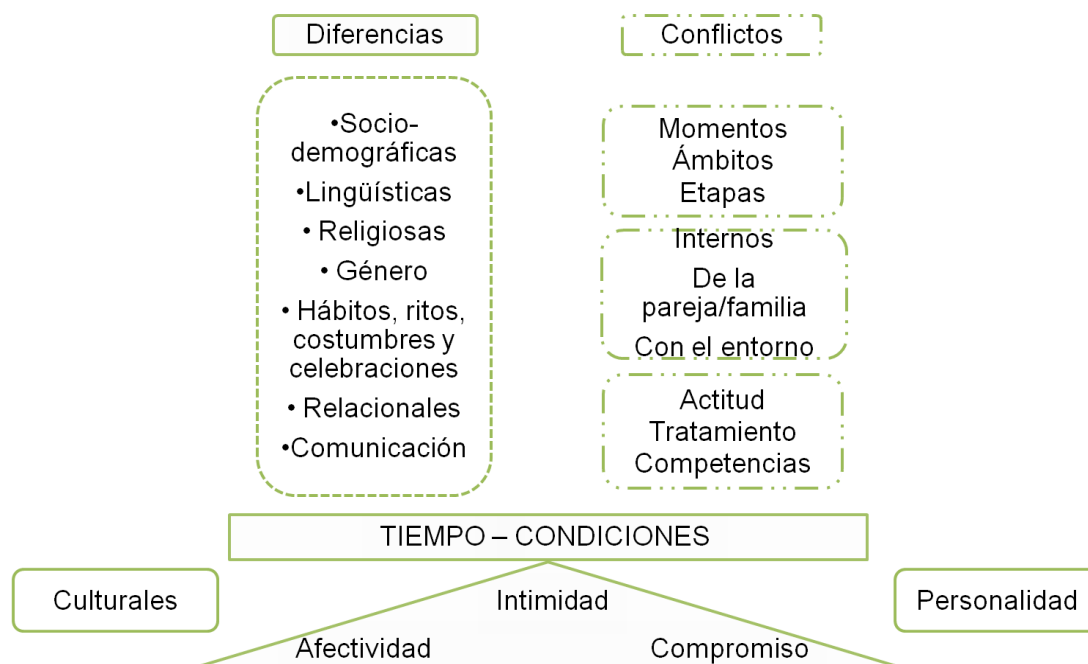 Diferencias
Conflictos
•Socio-
demográficas
•Lingüísticas
• Religiosas
• Género
• Hábitos, ritos,
costumbres y
celebraciones
• Relacionales
•Comunicación
Momentos
Ámbitos
Etapas
Internos
De la
pareja/familia
Con el entorno
Actitud
Tratamiento
Competencias
TIEMPO – CONDICIONES
Culturales
Intimidad
Personalidad
Afectividad
Compromiso